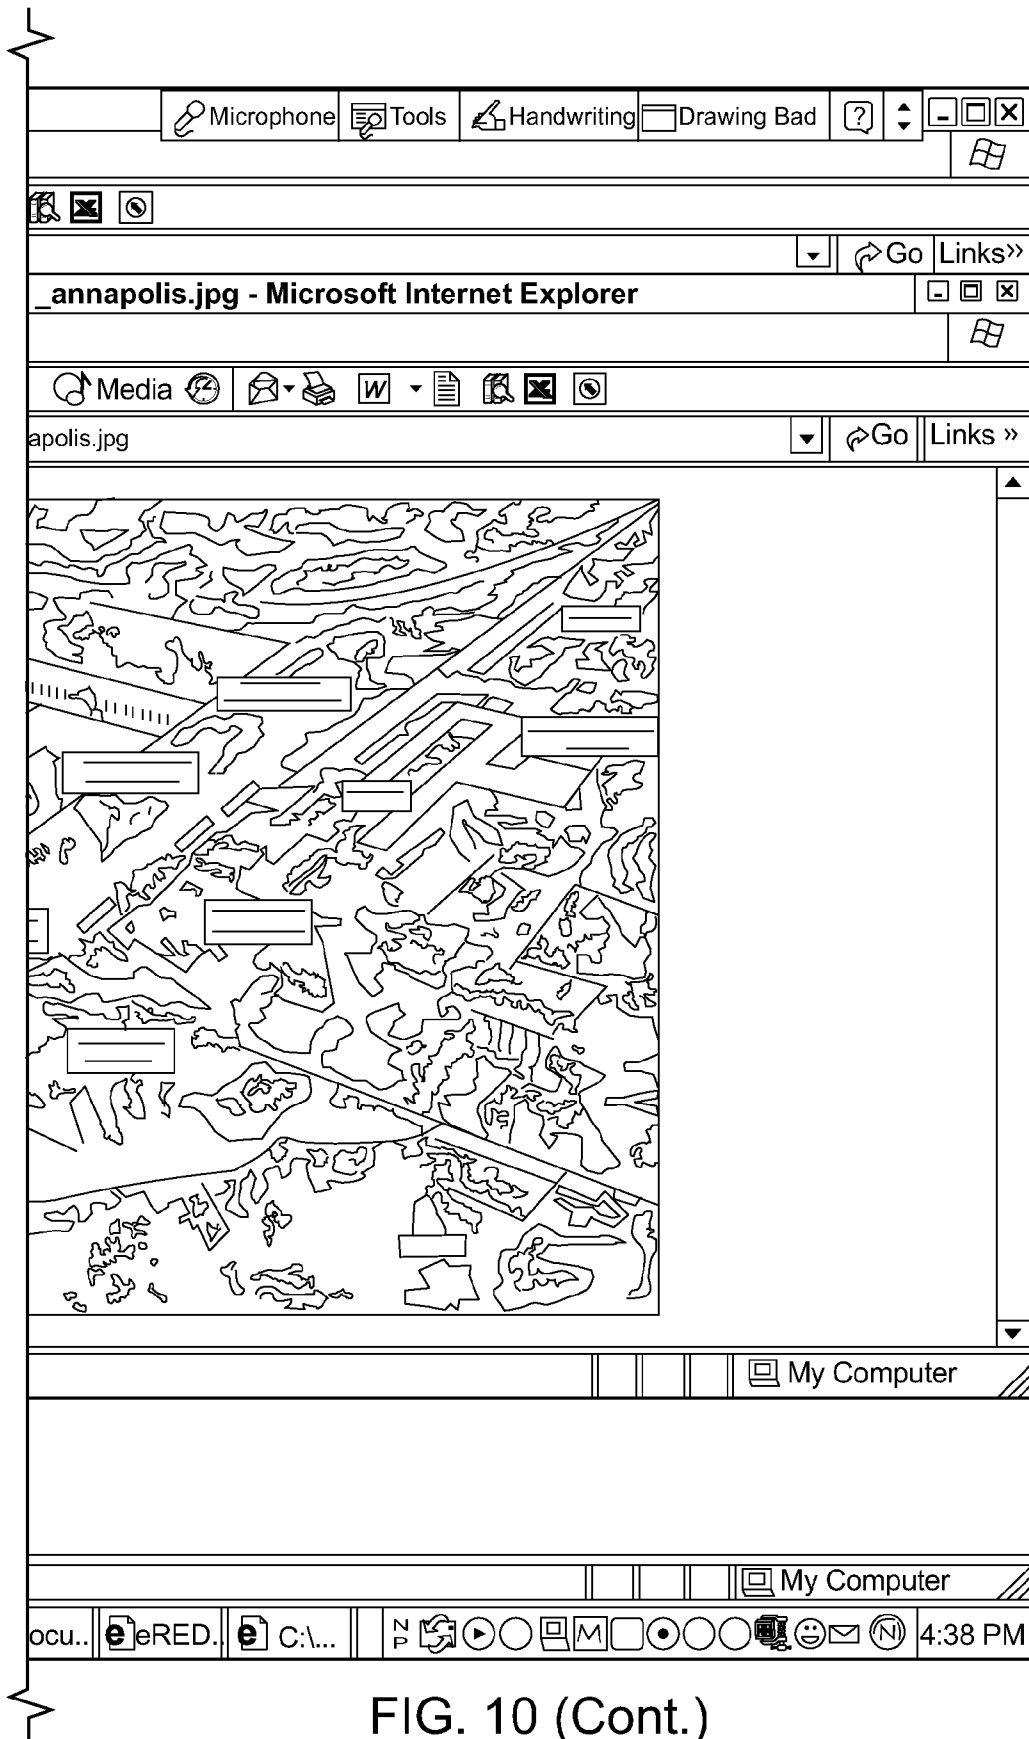 Microphone Tools Handwriting Drawing Bad ?
Go Links»
_annapolis.jpg - Microsoft Internet Explorer
Media W
apolis.jpg Go Links »
My Computer
My Computer
ocu.. e eRED.. e C:\... N P M N 4:38 PM
FIG. 10 (Cont.)